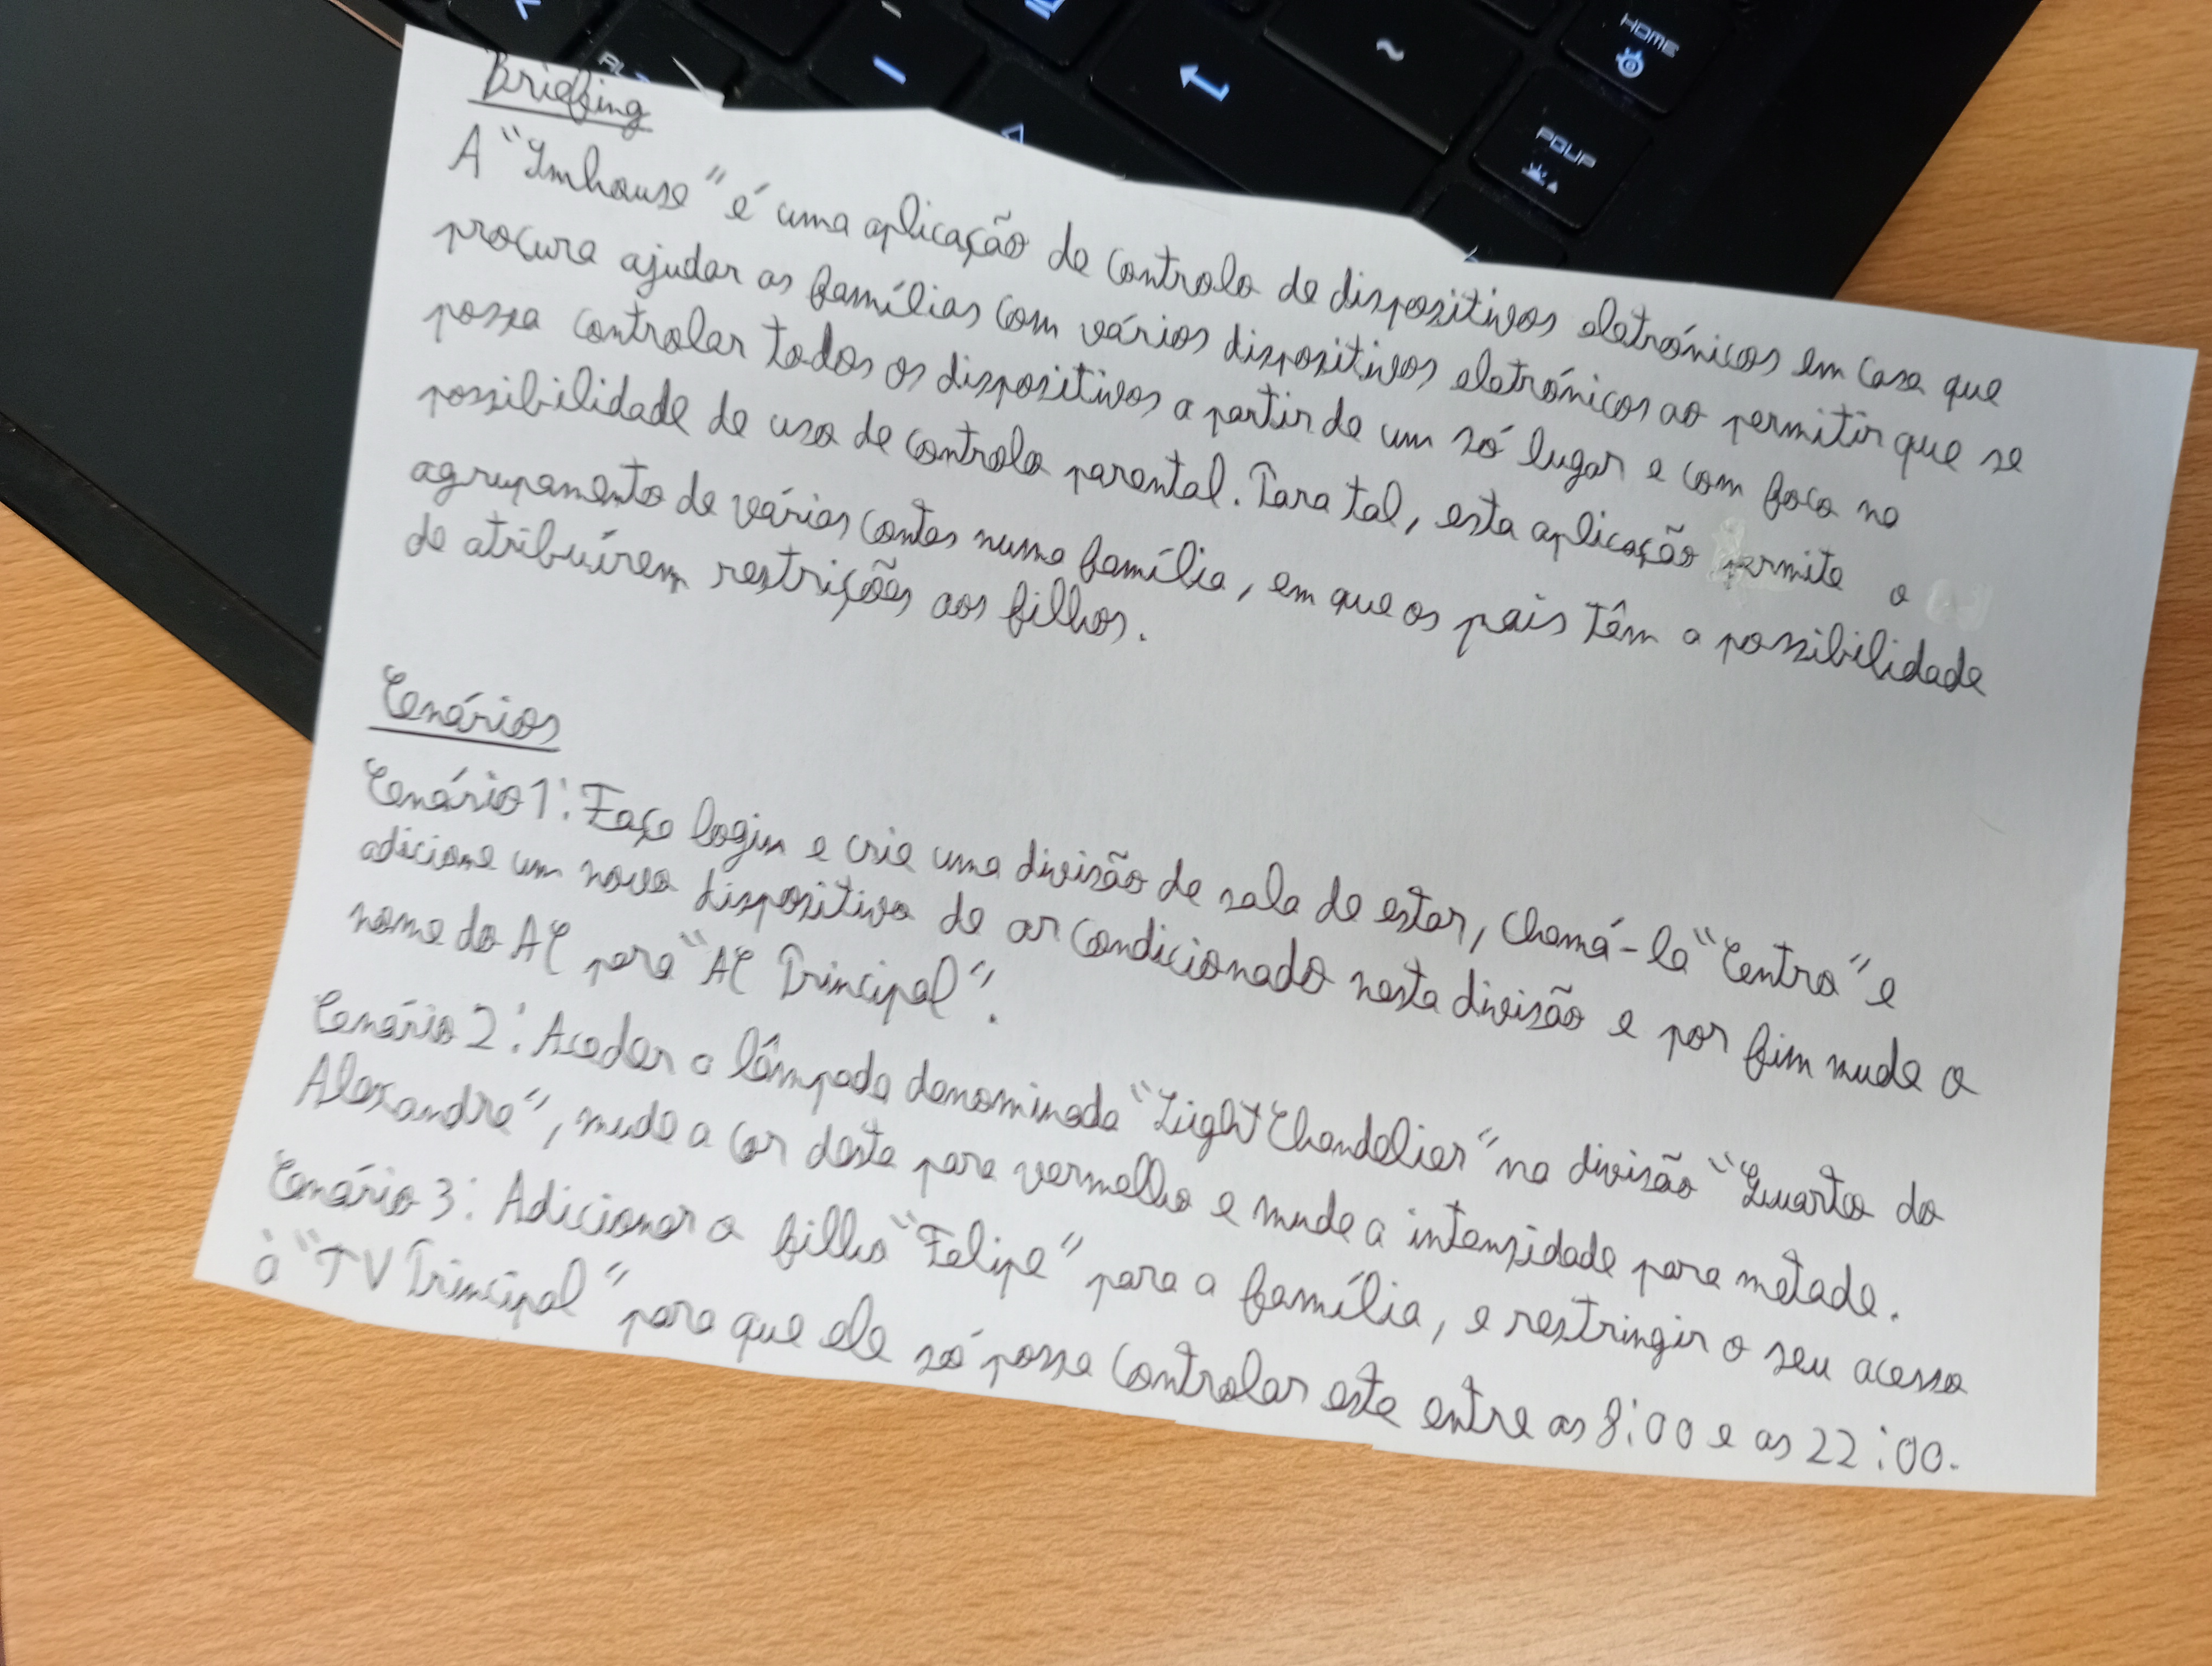 HOME
PGUP
Briefing
A "Imhouse" é uma aplicação de controlo de dispositivos eletrónicos em casa que
procura ajudar as famílias com vários dispositivos eletrónicos ao permitir que se
possa controlar todos os dispositivos a partir de um só lugar e com foco na
possibilidade de uso de controlo parental. Para tal, esta aplicação permite o
agrupamento de várias contas numa família, em que os pais têm a possibilidade
de atribuírem restrições aos filhos.
Cenários
Cenário 1: Faça login e crie uma divisão de sala de estar, chamá-la "Centro" e
adicione um novo dispositivo de ar condicionado nesta divisão e por fim mude o
nome do AC para "AC Principal".
Cenário 2: Aceder a lâmpada denominada "Light Chandelier" na divisão "Quarto do
Alexandre", mude a cor deste para vermelho e mude a intensidade para metade.
Cenário 3: Adicionar o filho "Felipe" para a família, e restringir o seu acesso
à "TV Principal" para que ele só possa controlar este entre as 8:00 e as 22:00.